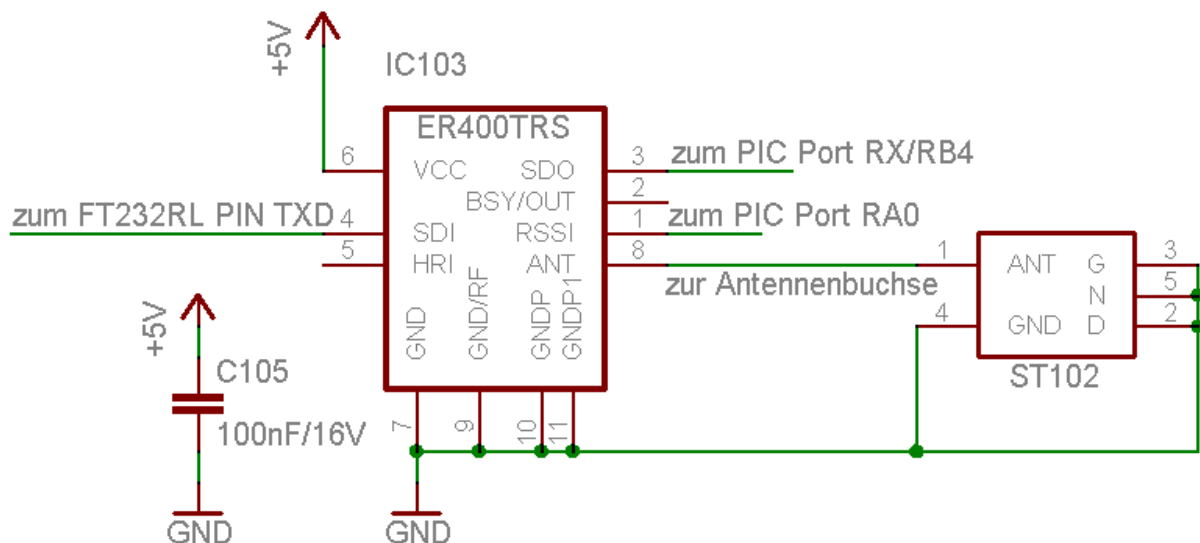 +5V
IC103
ER400TRS
6
VCC
SDO
3
zum PIC Port RX/RB4
BSY/OUT
2
zum FT232RL PIN TXD
4
SDI
RSSI
1
zum PIC Port RA0
5
HRI
ANT
8
zur Antennenbuchse
GND
GND/RF
GNDP
GNDP1
7
9
10
11
GND
1
ANT
G
3
N
5
4
GND
D
2
ST102
+5V
C105
100nF/16V
GND